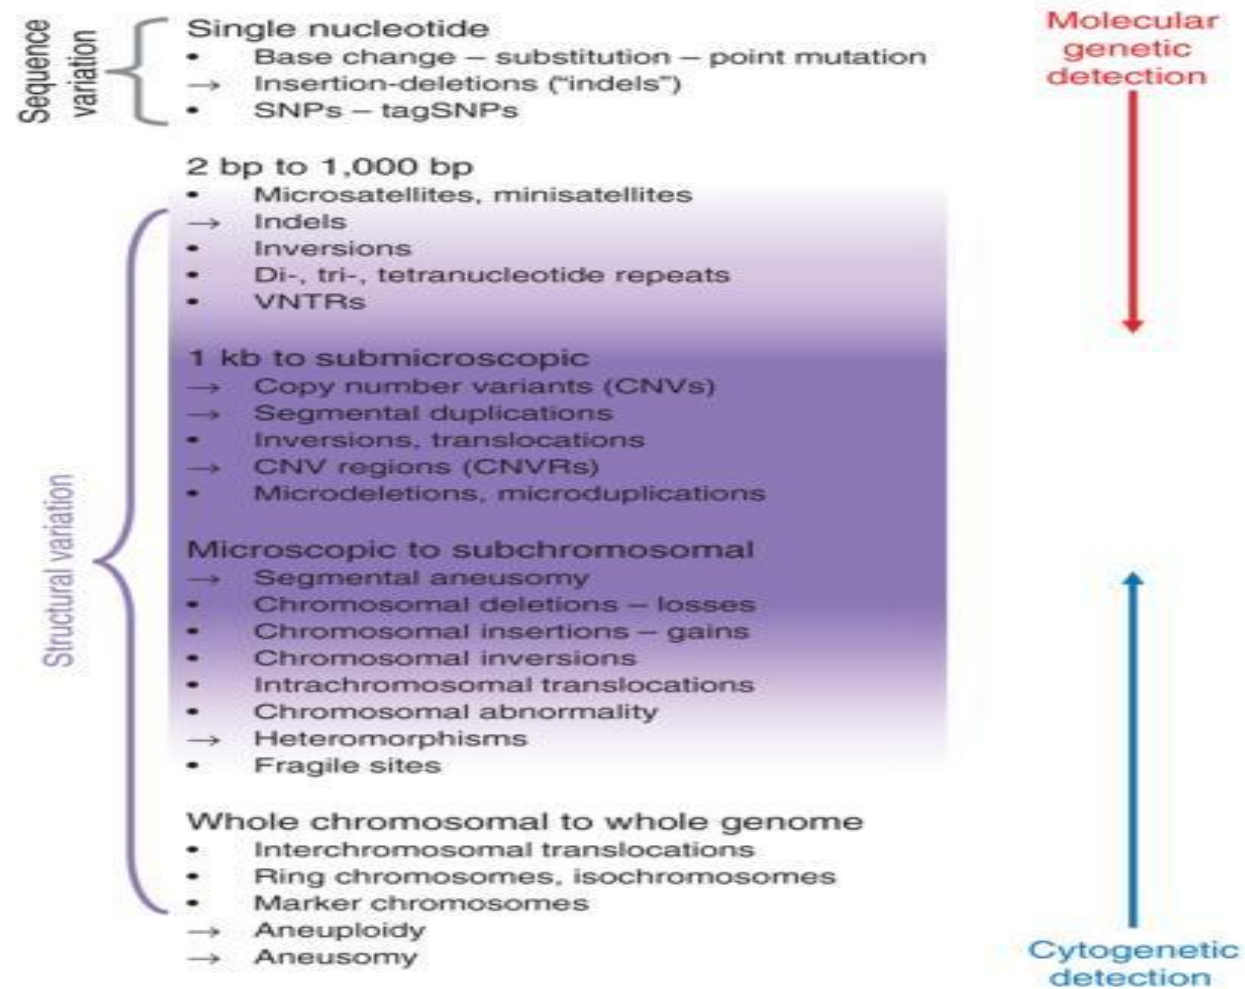 Sequence
variation
Single nucleotide
• Base change – substitution – point mutation
→ Insertion-deletions (“indels”)
• SNPs – tagSNPs
Molecular
genetic
detection
2 bp to 1,000 bp
• Microsatellites, minisatellites
→ Indels
• Inversions
• Di-, tri-, tetranucleotide repeats
• VNTRs
Structural variation
1 kb to submicroscopic
→ Copy number variants (CNVs)
→ Segmental duplications
• Inversions, translocations
→ CNV regions (CNVRs)
• Microdeletions, microduplications
Microscopic to subchromosomal
→ Segmental aneusomy
• Chromosomal deletions – losses
• Chromosomal insertions – gains
• Chromosomal inversions
• Intrachromosomal translocations
• Chromosomal abnormality
→ Heteromorphisms
• Fragile sites
Whole chromosomal to whole genome
• Interchromosomal translocations
• Ring chromosomes, isochromosomes
• Marker chromosomes
→ Aneuploidy
→ Aneusomy
Cytogenetic
detection